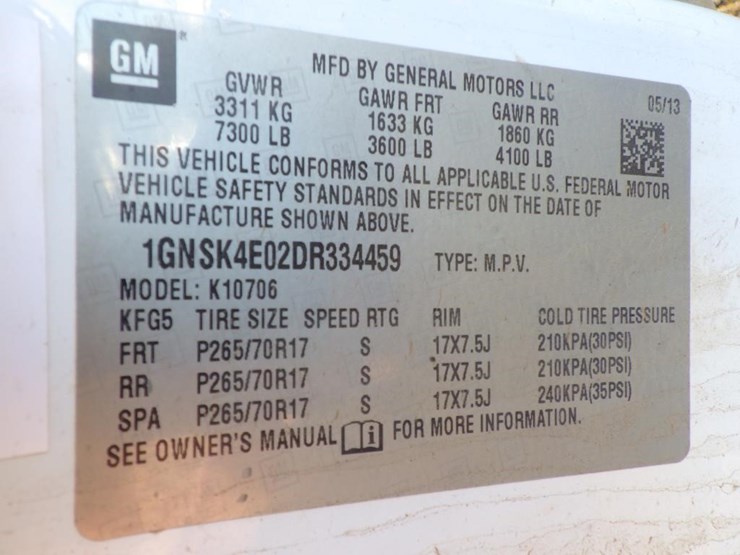 GM
MFD BY GENERAL MOTORS LLC
05/13
GVWR GAWR FRT GAWR RR
3311 KG 1633 KG 1860 KG
7300 LB 3600 LB 4100 LB
THIS VEHICLE CONFORMS TO ALL APPLICABLE U.S. FEDERAL MOTOR
VEHICLE SAFETY STANDARDS IN EFFECT ON THE DATE OF
MANUFACTURE SHOWN ABOVE.
1GNSK4E02DR334459 TYPE: M.P.V.
MODEL: K10706
KFG5 TIRE SIZE SPEED RTG RIM COLD TIRE PRESSURE
FRT P265/70R17 S 17X7.5J 210KPA(30PSI)
RR P265/70R17 S 17X7.5J 210KPA(30PSI)
SPA P265/70R17 S 17X7.5J 240KPA(35PSI)
SEE OWNER'S MANUAL i FOR MORE INFORMATION.